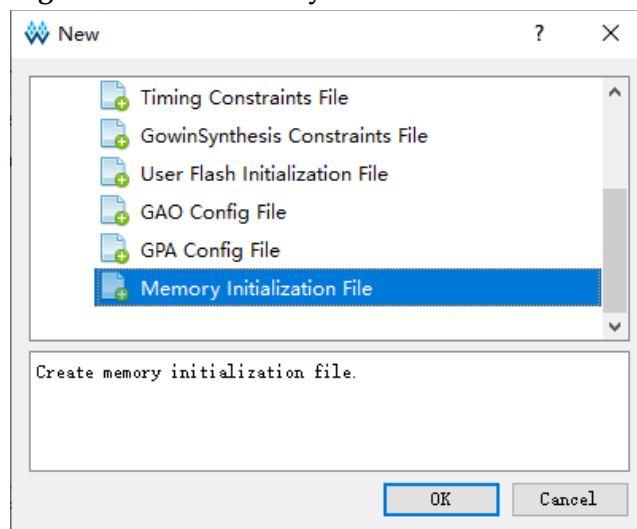 New
?
Timing Constraints File
GowinSynthesis Constraints File
User Flash Initialization File
GAO Config File
GPA Config File
Memory Initialization File
Create memory initialization file.
OK
Cancel